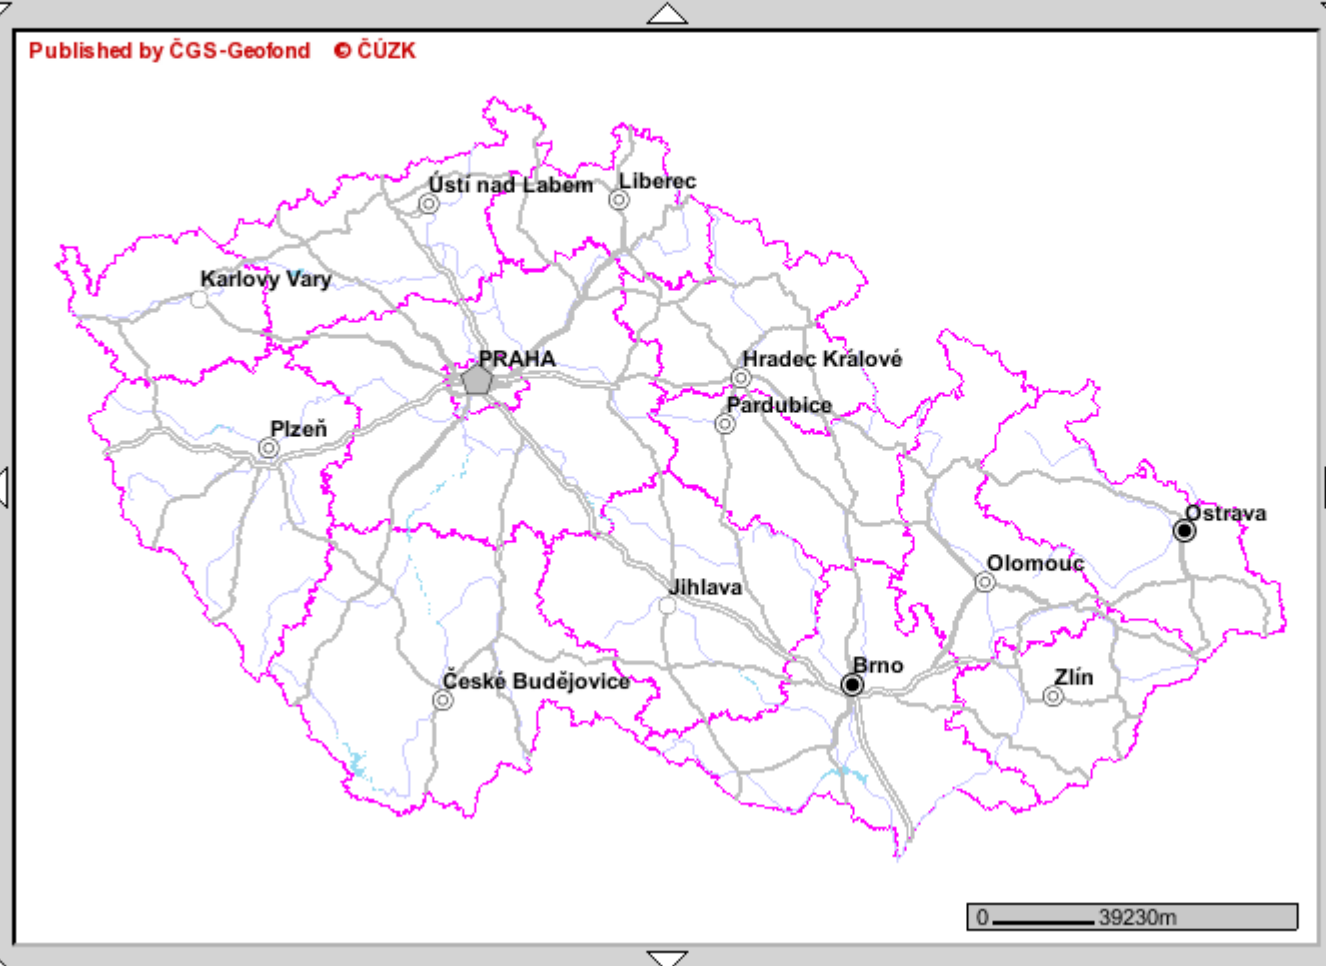 Published by ČGS-Geofond © ČÚZK
Ústí nad Labem
Liberec
Karlovy Vary
PRAHA
Hradec Králové
Pardubice
Plzeň
Ostrava
Olomouc
Jihlava
Brno
Zlín
České Budějovice
0 39230m